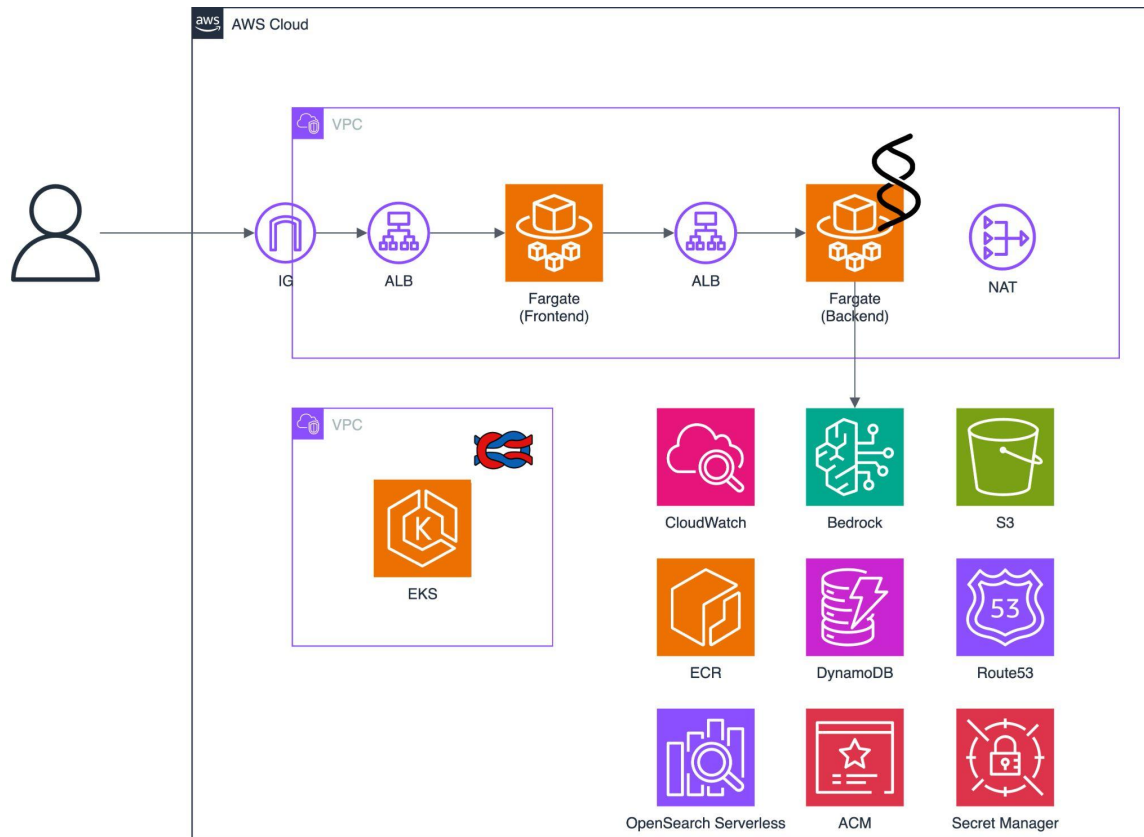 aws
AWS Cloud
VPC
IG
ALB
Fargate
(Frontend)
ALB
Fargate
(Backend)
NAT
VPC
K
EKS
CloudWatch
Bedrock
S3
ECR
DynamoDB
53
Route53
OpenSearch Serverless
ACM
Secret Manager